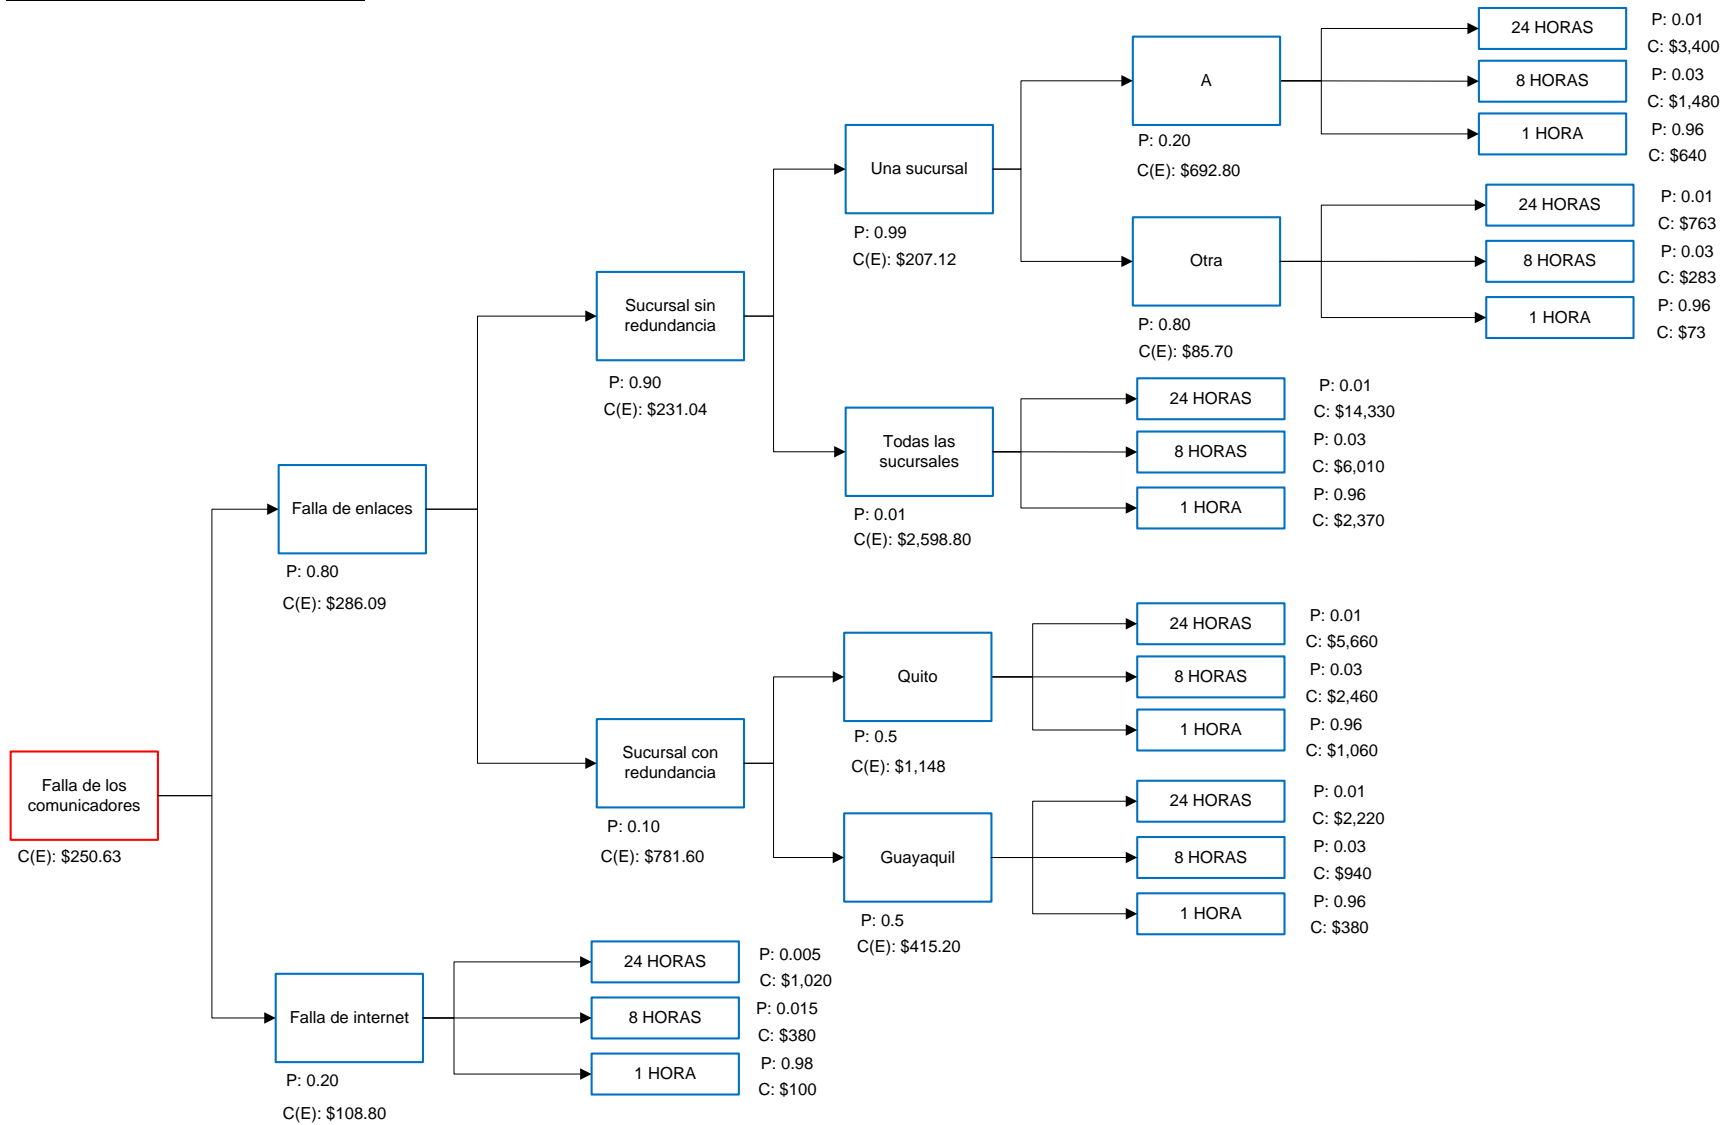 24 HORAS
P: 0.01
C: $3,400
8 HORAS
P: 0.03
C: $1,480
1 HORA
P: 0.96
C: $640
A
P: 0.20
C(E): $692.80
Una sucursal
P: 0.99
C(E): $207.12
24 HORAS
P: 0.01
C: $763
8 HORAS
P: 0.03
C: $283
1 HORA
P: 0.96
C: $73
Otra
P: 0.80
C(E): $85.70
Sucursal sin
redundancia
P: 0.90
C(E): $231.04
24 HORAS
P: 0.01
C: $14,330
8 HORAS
P: 0.03
C: $6,010
1 HORA
P: 0.96
C: $2,370
Todas las
sucursales
P: 0.01
C(E): $2,598.80
Falla de enlaces
P: 0.80
C(E): $286.09
24 HORAS
P: 0.01
C: $5,660
8 HORAS
P: 0.03
C: $2,460
1 HORA
P: 0.96
C: $1,060
Quito
P: 0.5
C(E): $1,148
Sucursal con
redundancia
P: 0.10
C(E): $781.60
24 HORAS
P: 0.01
C: $2,220
8 HORAS
P: 0.03
C: $940
1 HORA
P: 0.96
C: $380
Guayaquil
P: 0.5
C(E): $415.20
Falla de los
comunicadores
C(E): $250.63
24 HORAS
P: 0.005
C: $1,020
8 HORAS
P: 0.015
C: $380
1 HORA
P: 0.98
C: $100
Falla de internet
P: 0.20
C(E): $108.80